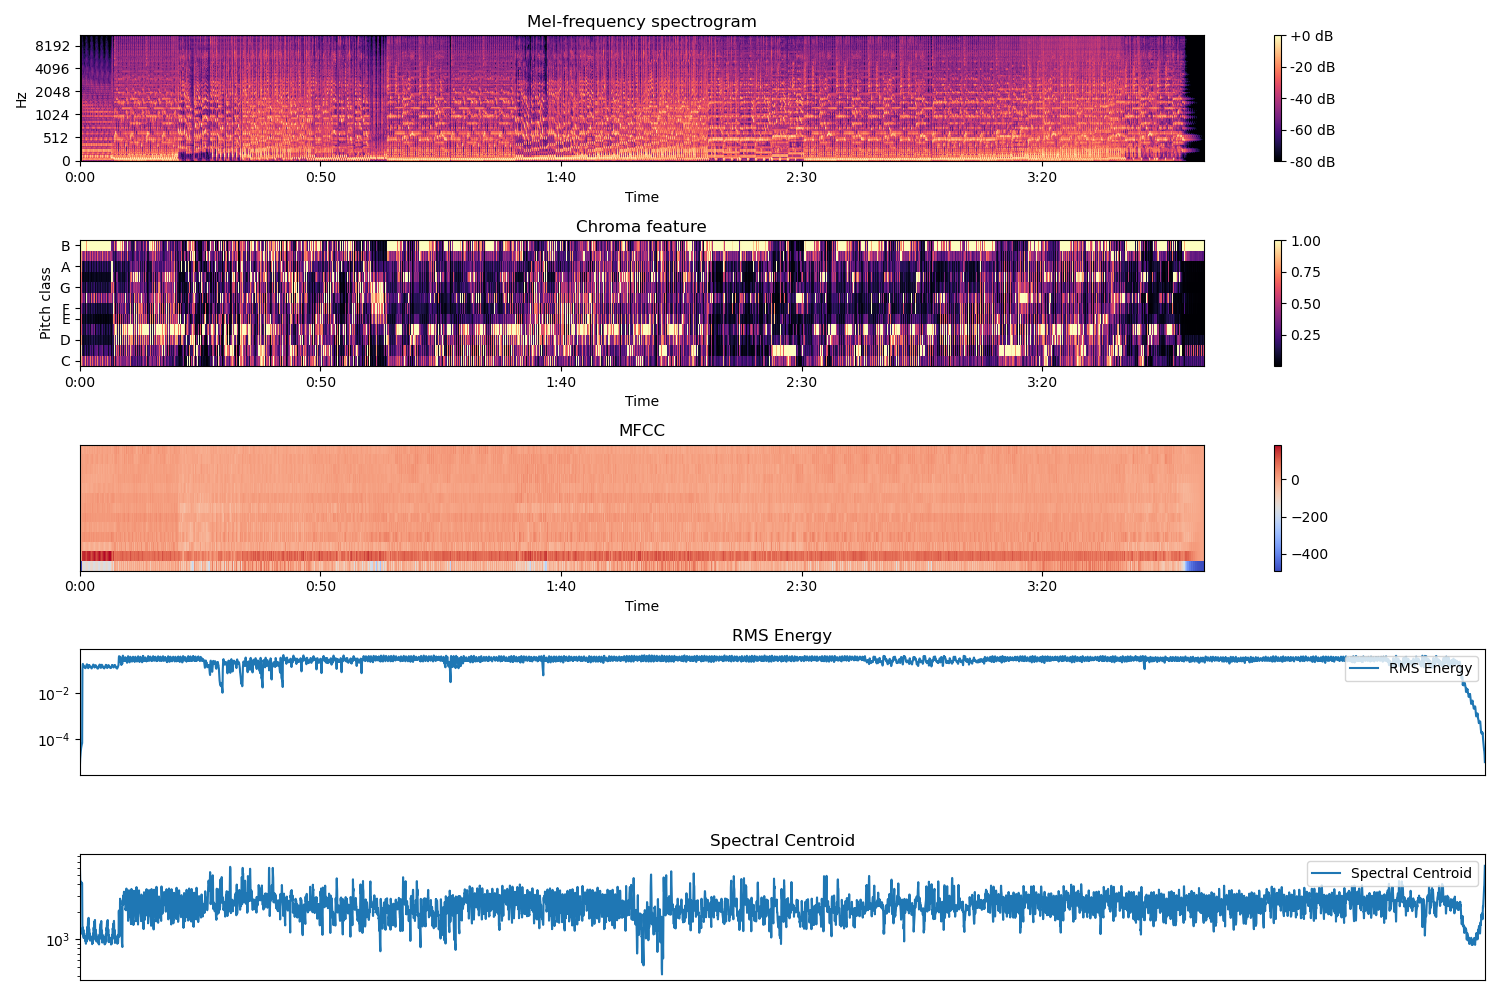 Mel-frequency spectrogram
8192
4096
2048
1024
512
0
Hz
0:00 0:50 1:40 2:30 3:20
Time
+0 dB
-20 dB
-40 dB
-60 dB
-80 dB
Chroma feature
B
A
G
E
E
D
C
Pitch class
0:00 0:50 1:40 2:30 3:20
Time
1.00
0.75
0.50
0.25
MFCC
0:00 0:50 1:40 2:30 3:20
Time
0
−200
−400
RMS Energy
10⁻²
10⁻⁴
RMS Energy
Spectral Centroid
10³
Spectral Centroid